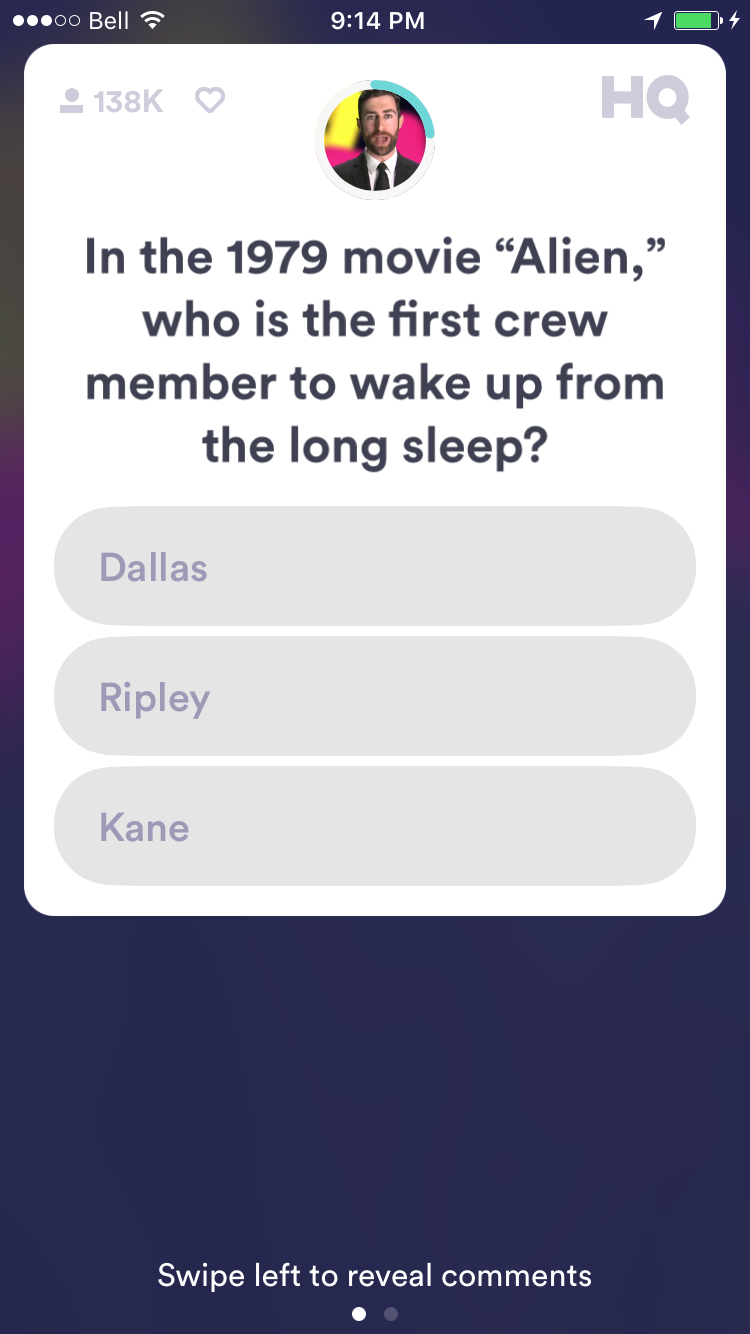 Bell 9:14 PM
138K HQ
In the 1979 movie “Alien,”
who is the first crew
member to wake up from
the long sleep?
Dallas
Ripley
Kane
Swipe left to reveal comments